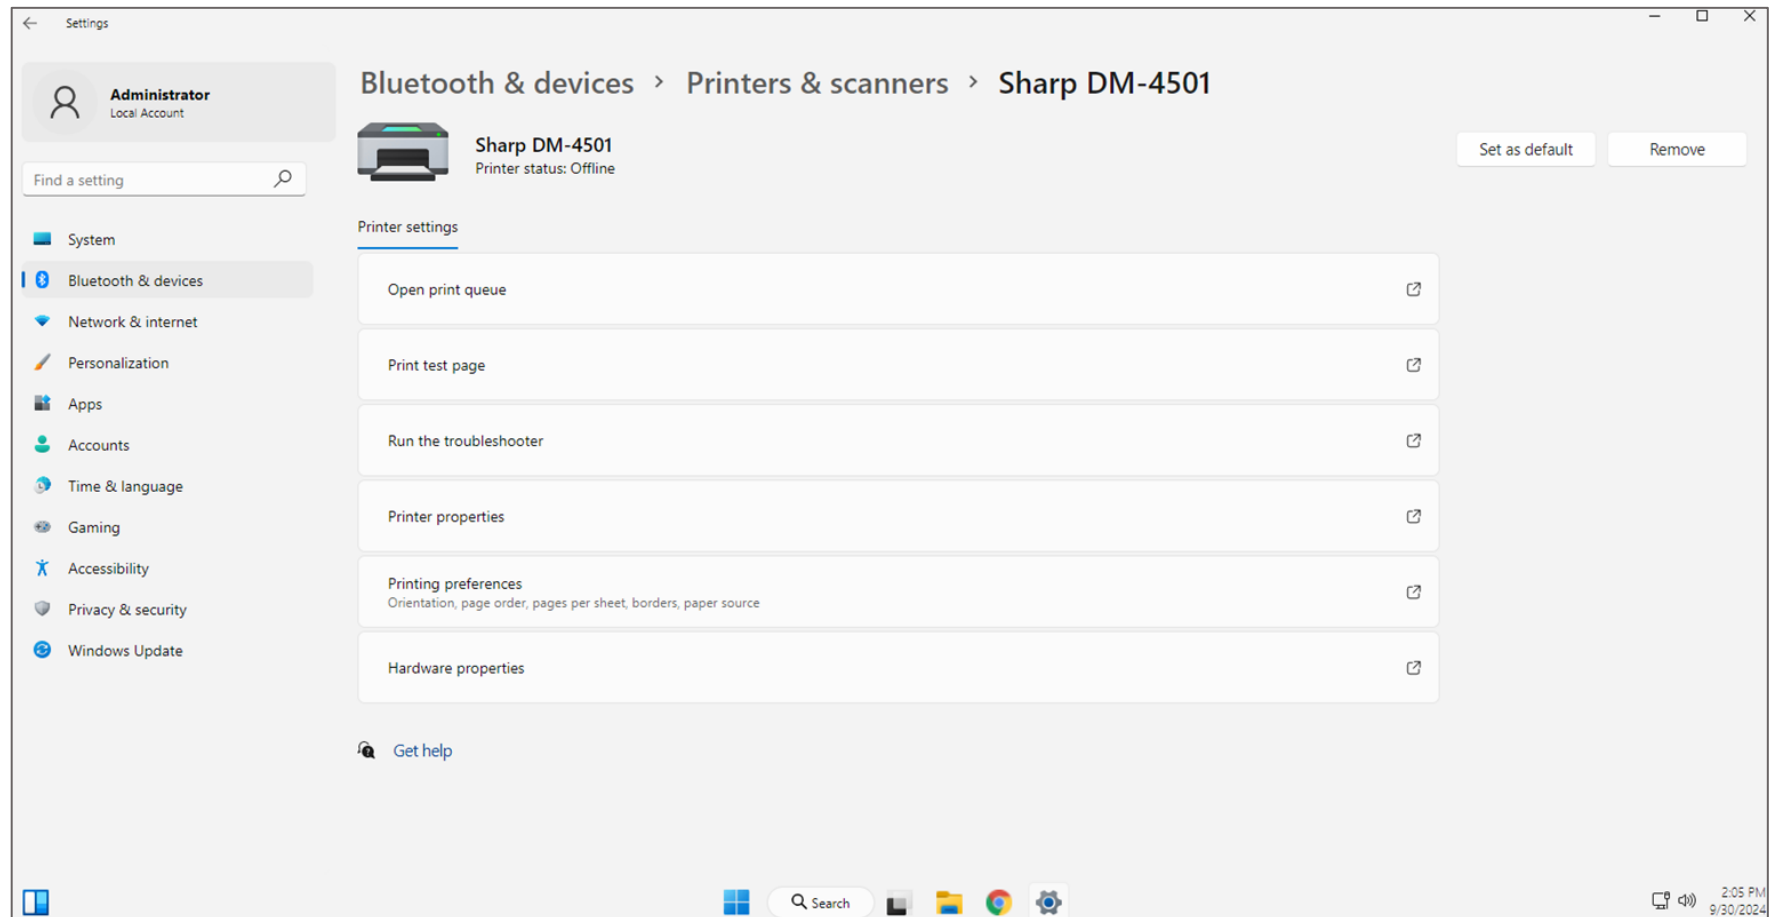 Settings
Administrator
Local Account
Find a setting
System
Bluetooth & devices
Network & internet
Personalization
Apps
Accounts
Time & language
Gaming
Accessibility
Privacy & security
Windows Update
Bluetooth & devices > Printers & scanners > Sharp DM-4501
Sharp DM-4501
Printer status: Offline
Set as default
Remove
Printer settings
Open print queue
Print test page
Run the troubleshooter
Printer properties
Printing preferences
Orientation, page order, pages per sheet, borders, paper source
Hardware properties
Get help
Search
2:05 PM
9/30/2024